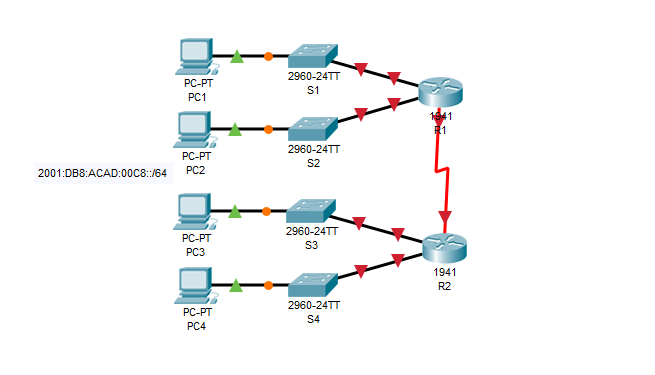 PC-PT
PC1
2960-24TT
S1
1941
R1
PC-PT
PC2
2960-24TT
S2
2001:DB8:ACAD:00C8::/64
PC-PT
PC3
2960-24TT
S3
1941
R2
PC-PT
PC4
2960-24TT
S4